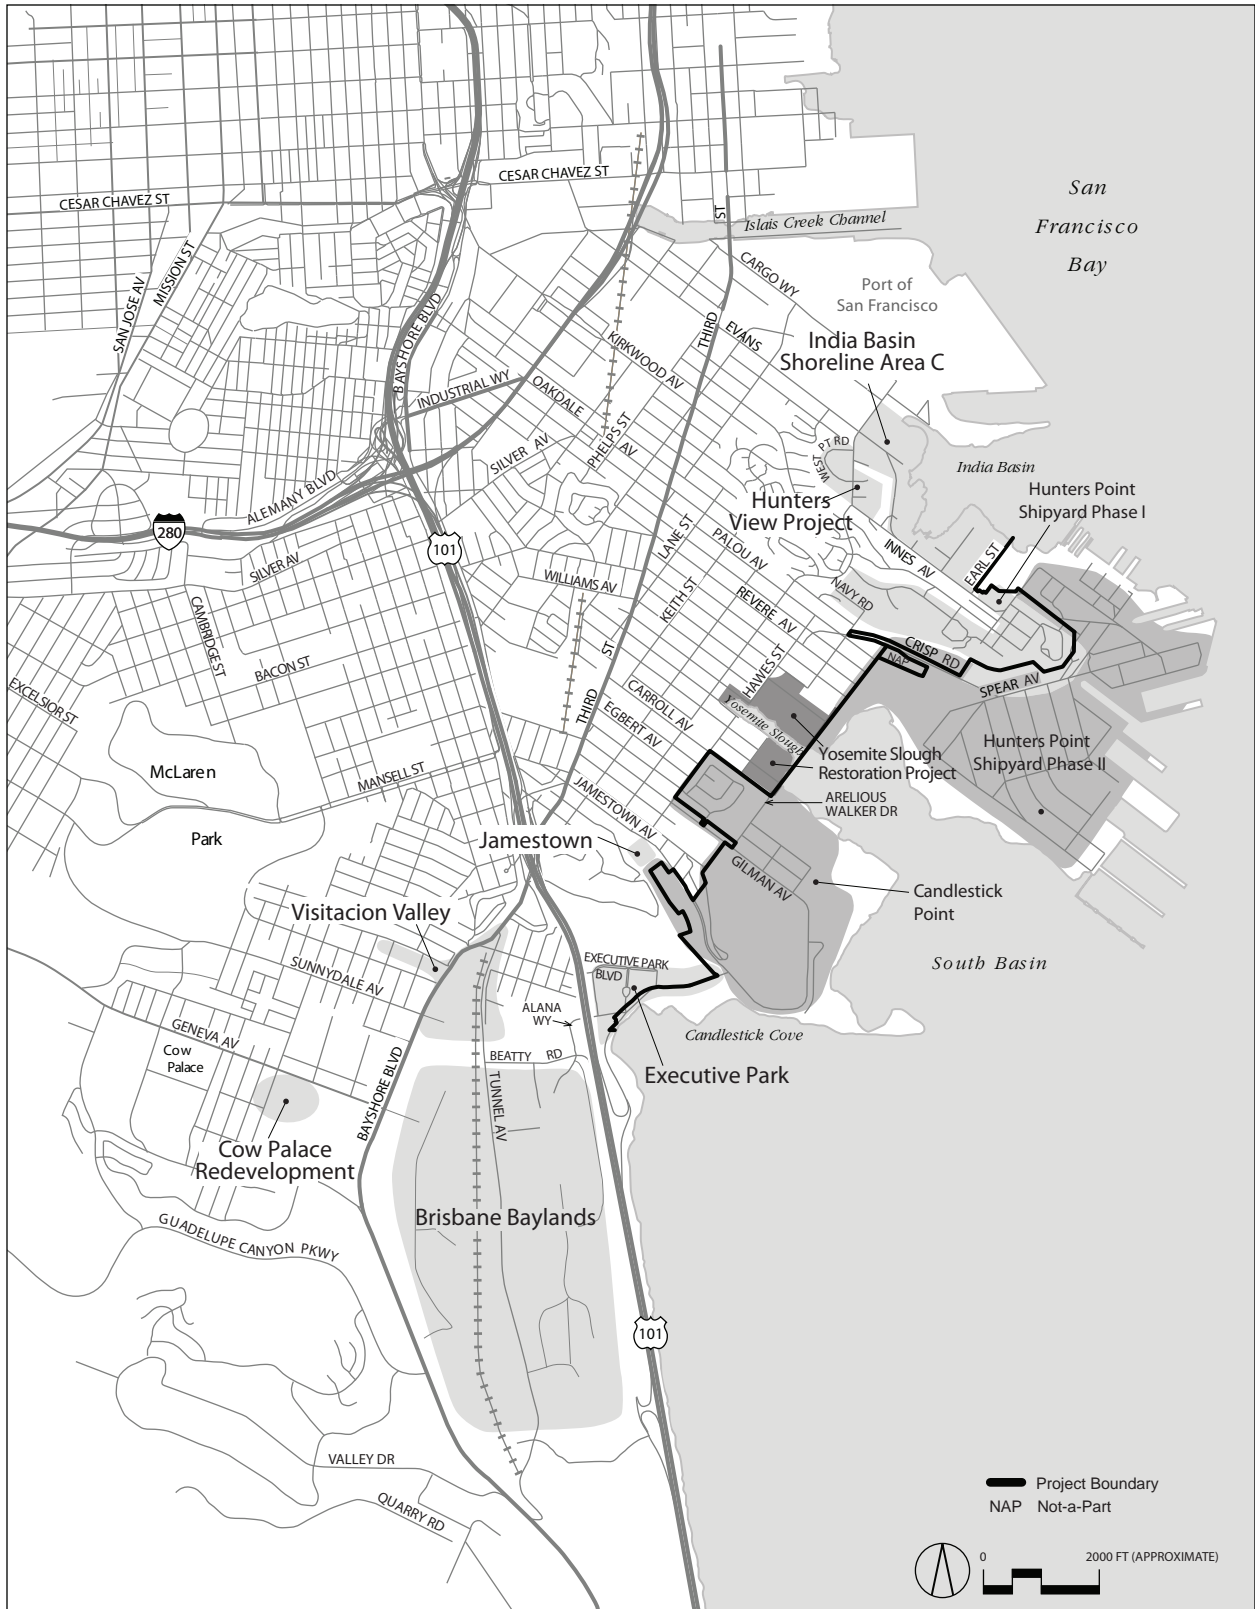 San
Francisco
Bay
CESAR CHAVEZ ST
CESAR CHAVEZ ST
SAN JOSE AV
MISSION ST
BAYSHORE BLVD
ST
Islais Creek Channel
CARGO WY
Port of
San Francisco
THIRD
EVANS
India Basin
Shoreline Area C
KIRKWOOD AV
INDUSTRIAL WY
OAKDALE
AV
PHELPS ST
SILVER AV
WEST
PT RD
India Basin
Hunters Point
Shipyard Phase I
Hunters
View Project
ALEMANY BLVD
280
101
SILVER AV
LANE ST
PALOU AV
INNES AV
EARL ST
WILLIAMS AV
KEITH ST
REVERE AV
NAVY RD
CAMBRIDGE ST
BACON ST
CRISP RD
NAP
SPEAR AV
HAWES ST
THIRD
ST
CARROLL AV
EGBERT AV
Yosemite Slough
EXCELSIOR ST
Yosemite Slough
Restoration Project
Hunters Point
Shipyard Phase II
McLaren
Park
MANSELL ST
JAMESTOWN AV
ARELIOUS
WALKER DR
Jamestown
GILMAN AV
Candlestick
Point
Visitacion Valley
SUNNYDALE AV
EXECUTIVE PARK
BLVD
South Basin
ALANA
WY
Candlestick Cove
GENEVA AV
Cow
Palace
BAYSHORE BLVD
BEATTY RD
TUNNEL AV
Executive Park
Cow Palace
Redevelopment
Brisbane Baylands
GUADELUPE CANYON PKWY
101
VALLEY DR
QUARRY RD
Project Boundary
NAP Not-a-Part
0 2000 FT (APPROXIMATE)